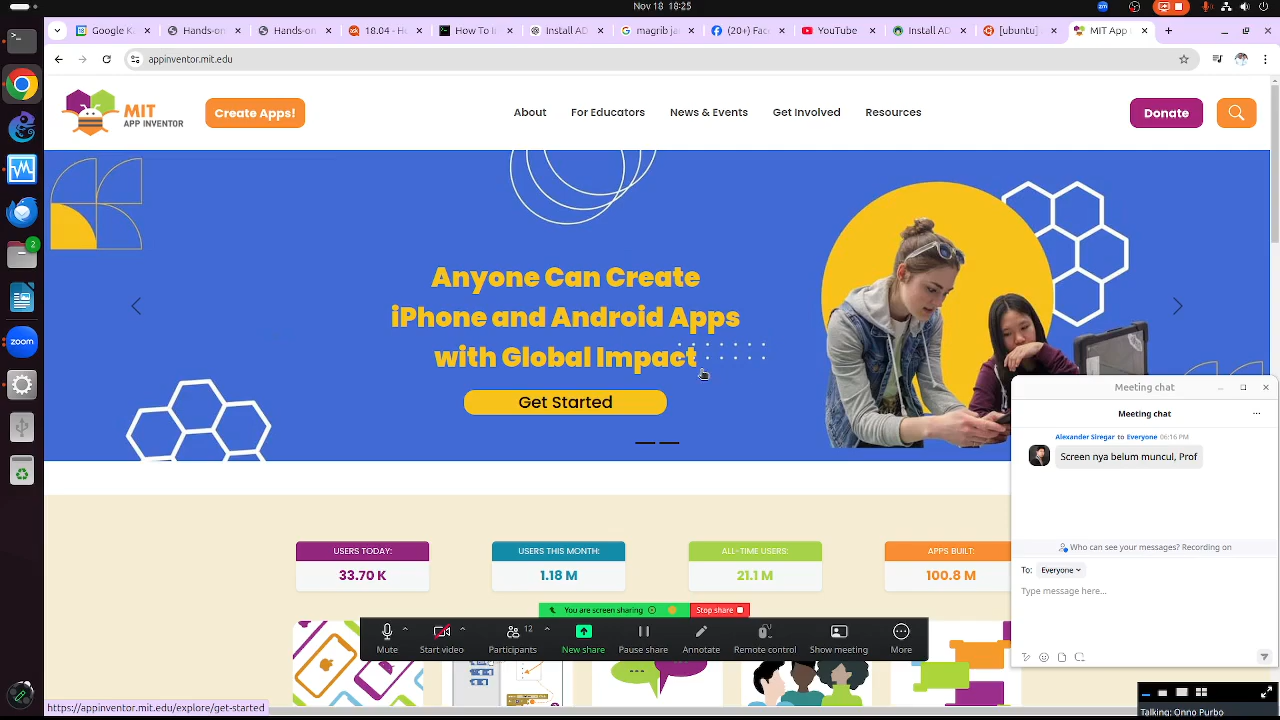 Nov 18 18:25
Google K
Hands-on
Hands-on
18.04 - H
How To I
Install AD
magrib ja
(20+) Fac
YouTube
Install AD
[ubuntu]
MIT App
appinventor.mit.edu
MIT
APP INVENTOR
Create Apps!
About
For Educators
News & Events
Get Involved
Resources
Donate
Anyone Can Create
iPhone and Android Apps
with Global Impact
Get Started
2
zoom
Meeting chat
Meeting chat
Alexander Siregar to Everyone 06:16 PM
Screen nya belum muncul, Prof
Who can see your messages? Recording on
To: Everyone
Type message here...
USERS TODAY:
33.70 K
USERS THIS MONTH:
1.18 M
ALL-TIME USERS:
21.1 M
APPS BUILT:
100.8 M
You are screen sharing
Stop share
Mute
Start video
12
Participants
New share
Pause share
Annotate
Remote control
Show meeting
More
https://appinventor.mit.edu/explore/get-started
Talking: Onno Purbo